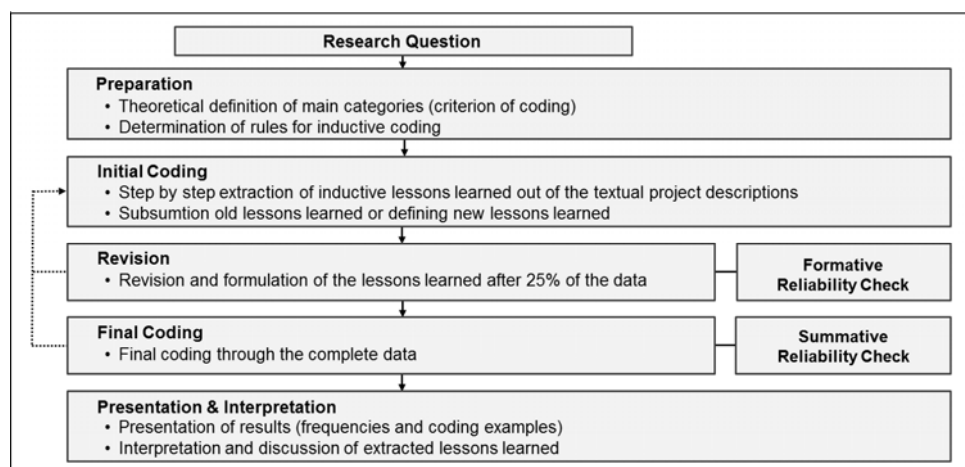 Research Question
Preparation
• Theoretical definition of main categories (criterion of coding)
• Determination of rules for inductive coding
Initial Coding
• Step by step extraction of inductive lessons learned out of the textual project descriptions
• Subsumtion old lessons learned or defining new lessons learned
Revision
• Revision and formulation of the lessons learned after 25% of the data
Formative
Reliability Check
Final Coding
• Final coding through the complete data
Summative
Reliability Check
Presentation & Interpretation
• Presentation of results (frequencies and coding examples)
• Interpretation and discussion of extracted lessons learned